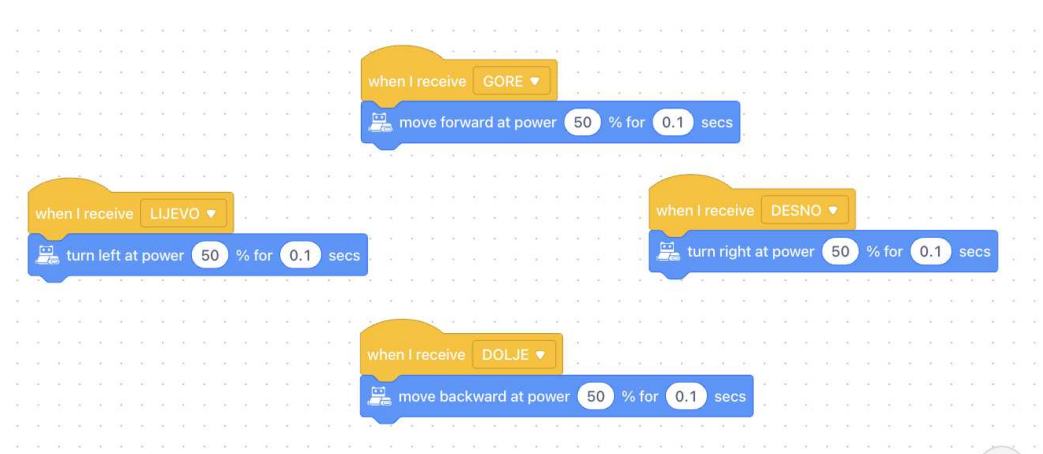 when I receive GORE
move forward at power 50 % for 0.1 secs
when I receive LIJEVO
turn left at power 50 % for 0.1 secs
when I receive DESNO
turn right at power 50 % for 0.1 secs
when I receive DOLJE
move backward at power 50 % for 0.1 secs